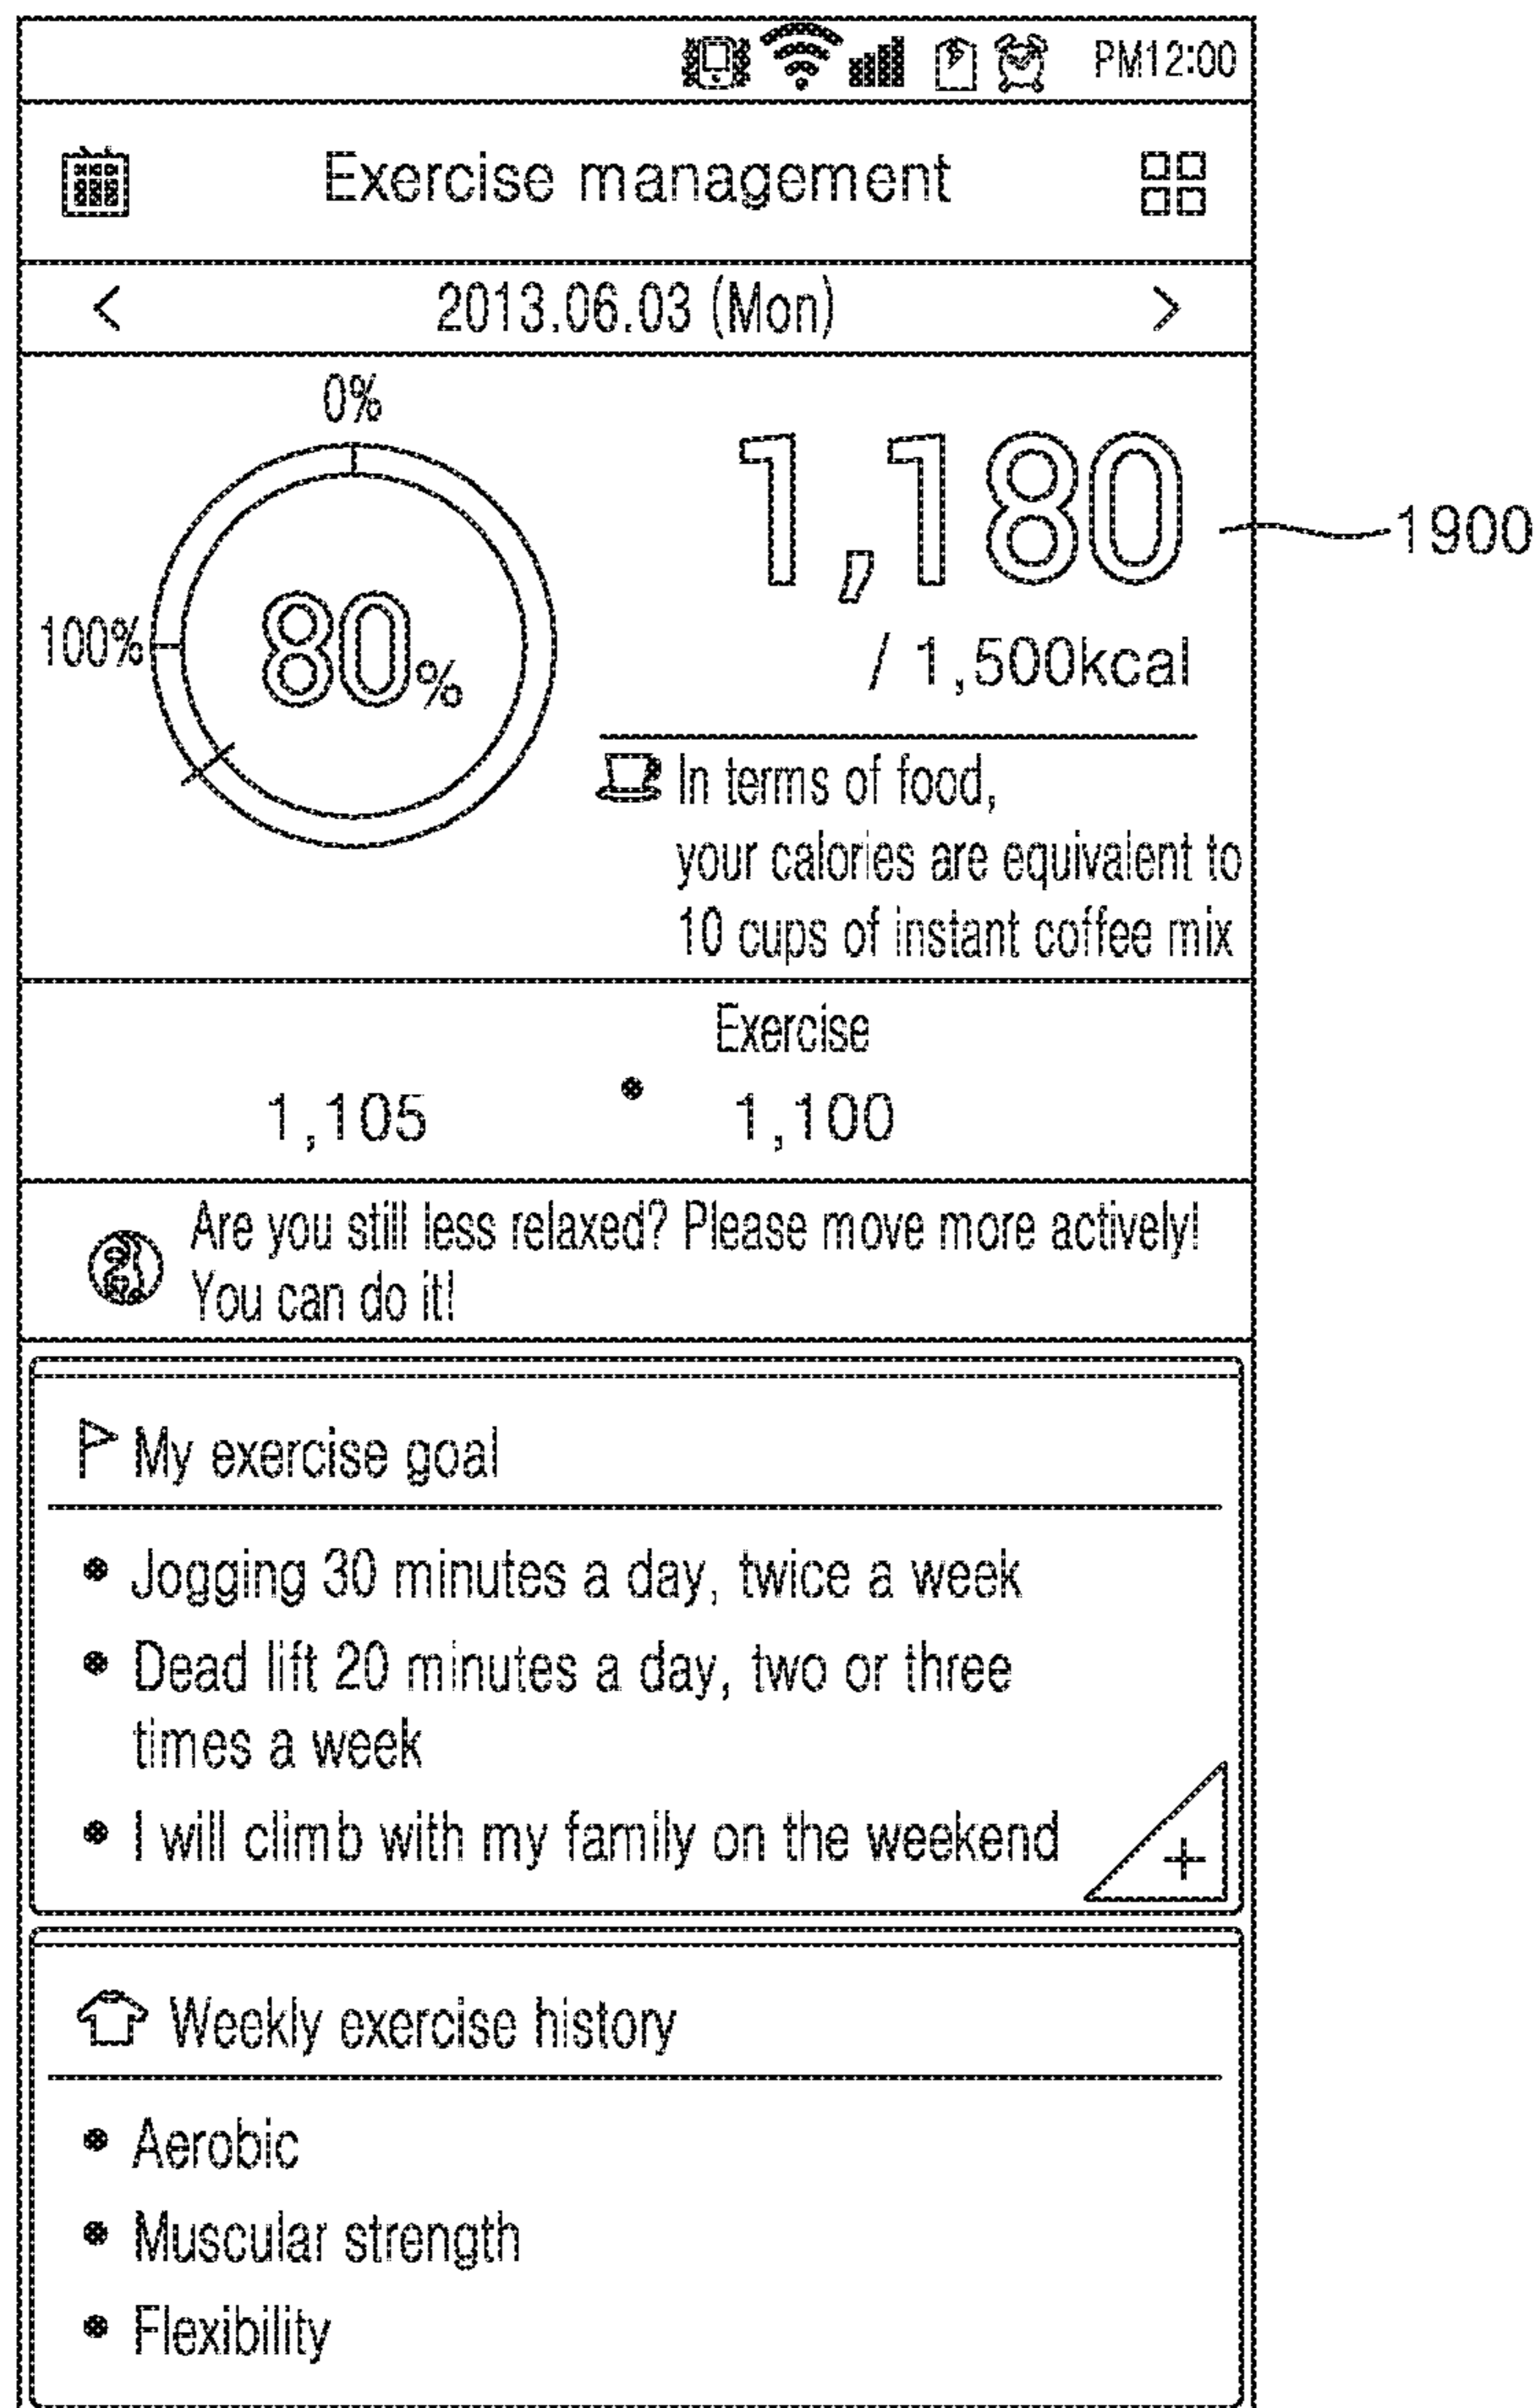 PM12:00
Exercise management
< 2013.06.03 (Mon) >
0%
1,180
1900
100%
80%
/ 1,500kcal
In terms of food,
your calories are equivalent to
10 cups of instant coffee mix
Exercise
1,105 • 1,100
Are you still less relaxed? Please move more actively!
You can do it!
My exercise goal
• Jogging 30 minutes a day, twice a week
• Dead lift 20 minutes a day, two or three
times a week
• I will climb with my family on the weekend
+
Weekly exercise history
• Aerobic
• Muscular strength
• Flexibility